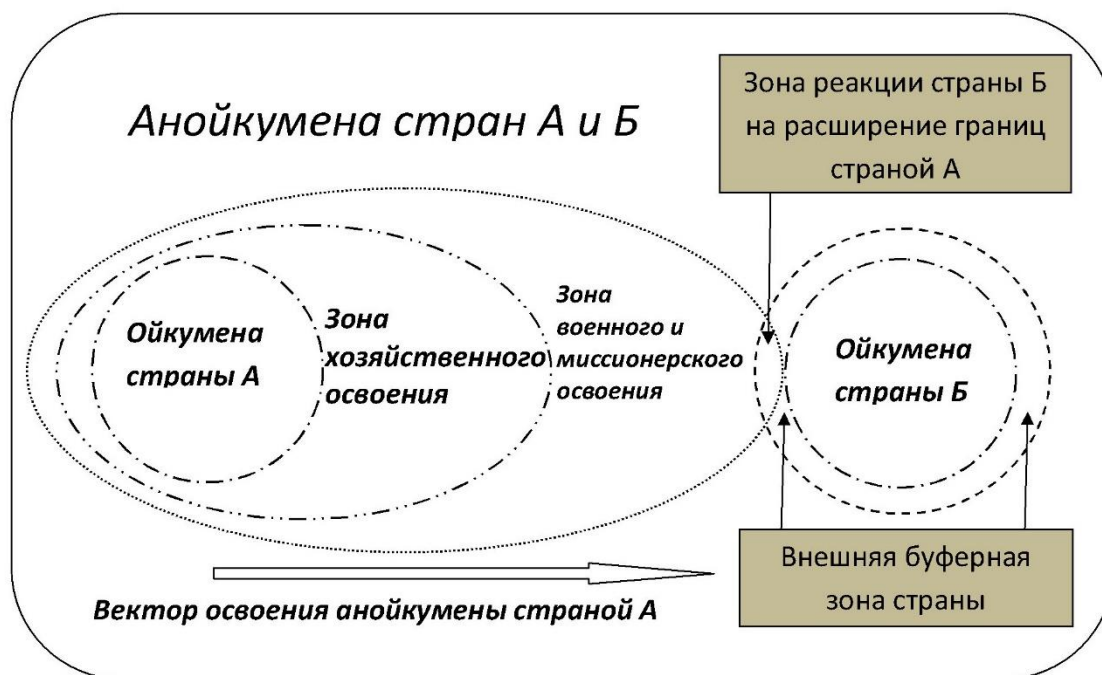 Анойкумена стран А и Б
Зона реакции страны Б
на расширение границ
страной А
Ойкумена
страны А
Зона
хозяйственного
освоения
Зона
военного и
миссионерского
освоения
Ойкумена
страны Б
Вектор освоения анойкумены страной А
Внешняя буферная
зона страны